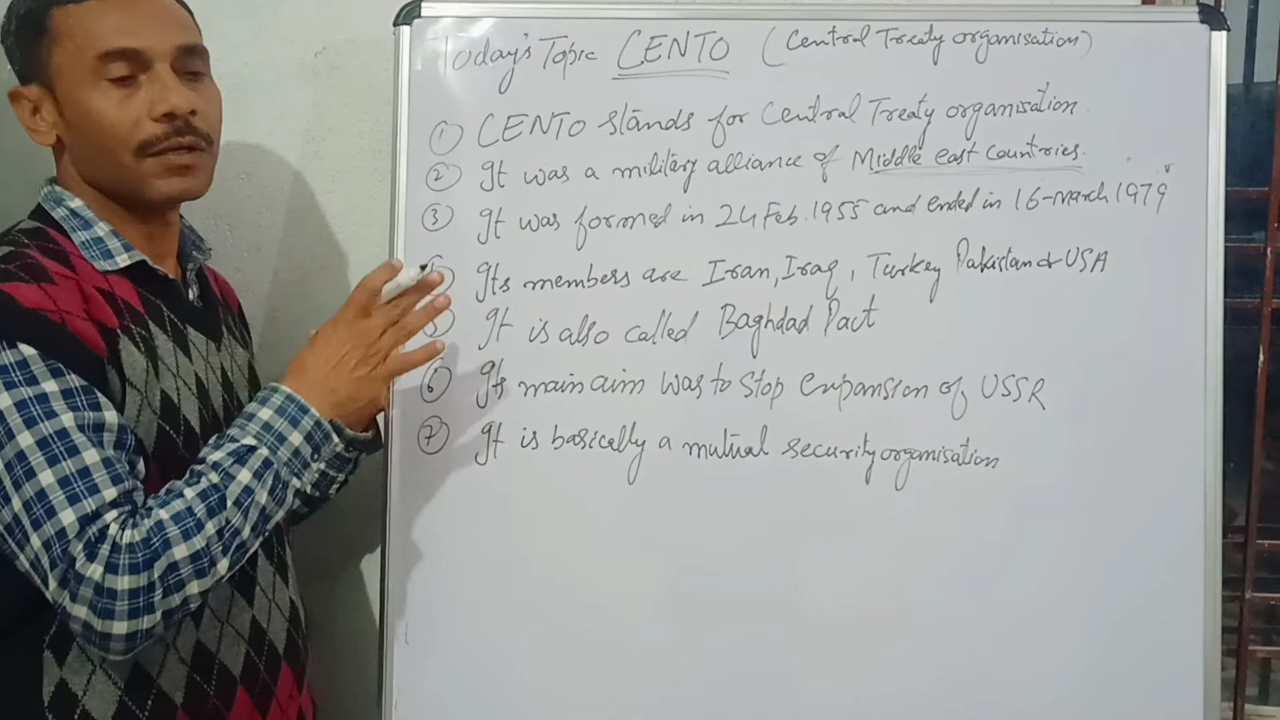 Today's Topic CENTO (Central Treaty organisation)
① CENTO stands for Central Treaty organisation.
② It was a military alliance of Middle east Countries.
③ It was formed in 24 Feb. 1955 and ended in 16-March 1979
④ Its members are Iran, Iraq, Turkey Pakistan & USA
⑤ It is also called Baghdad Pact
⑥ Its main aim was to stop expansion of USSR
⑦ It is basically a mutual security organisation